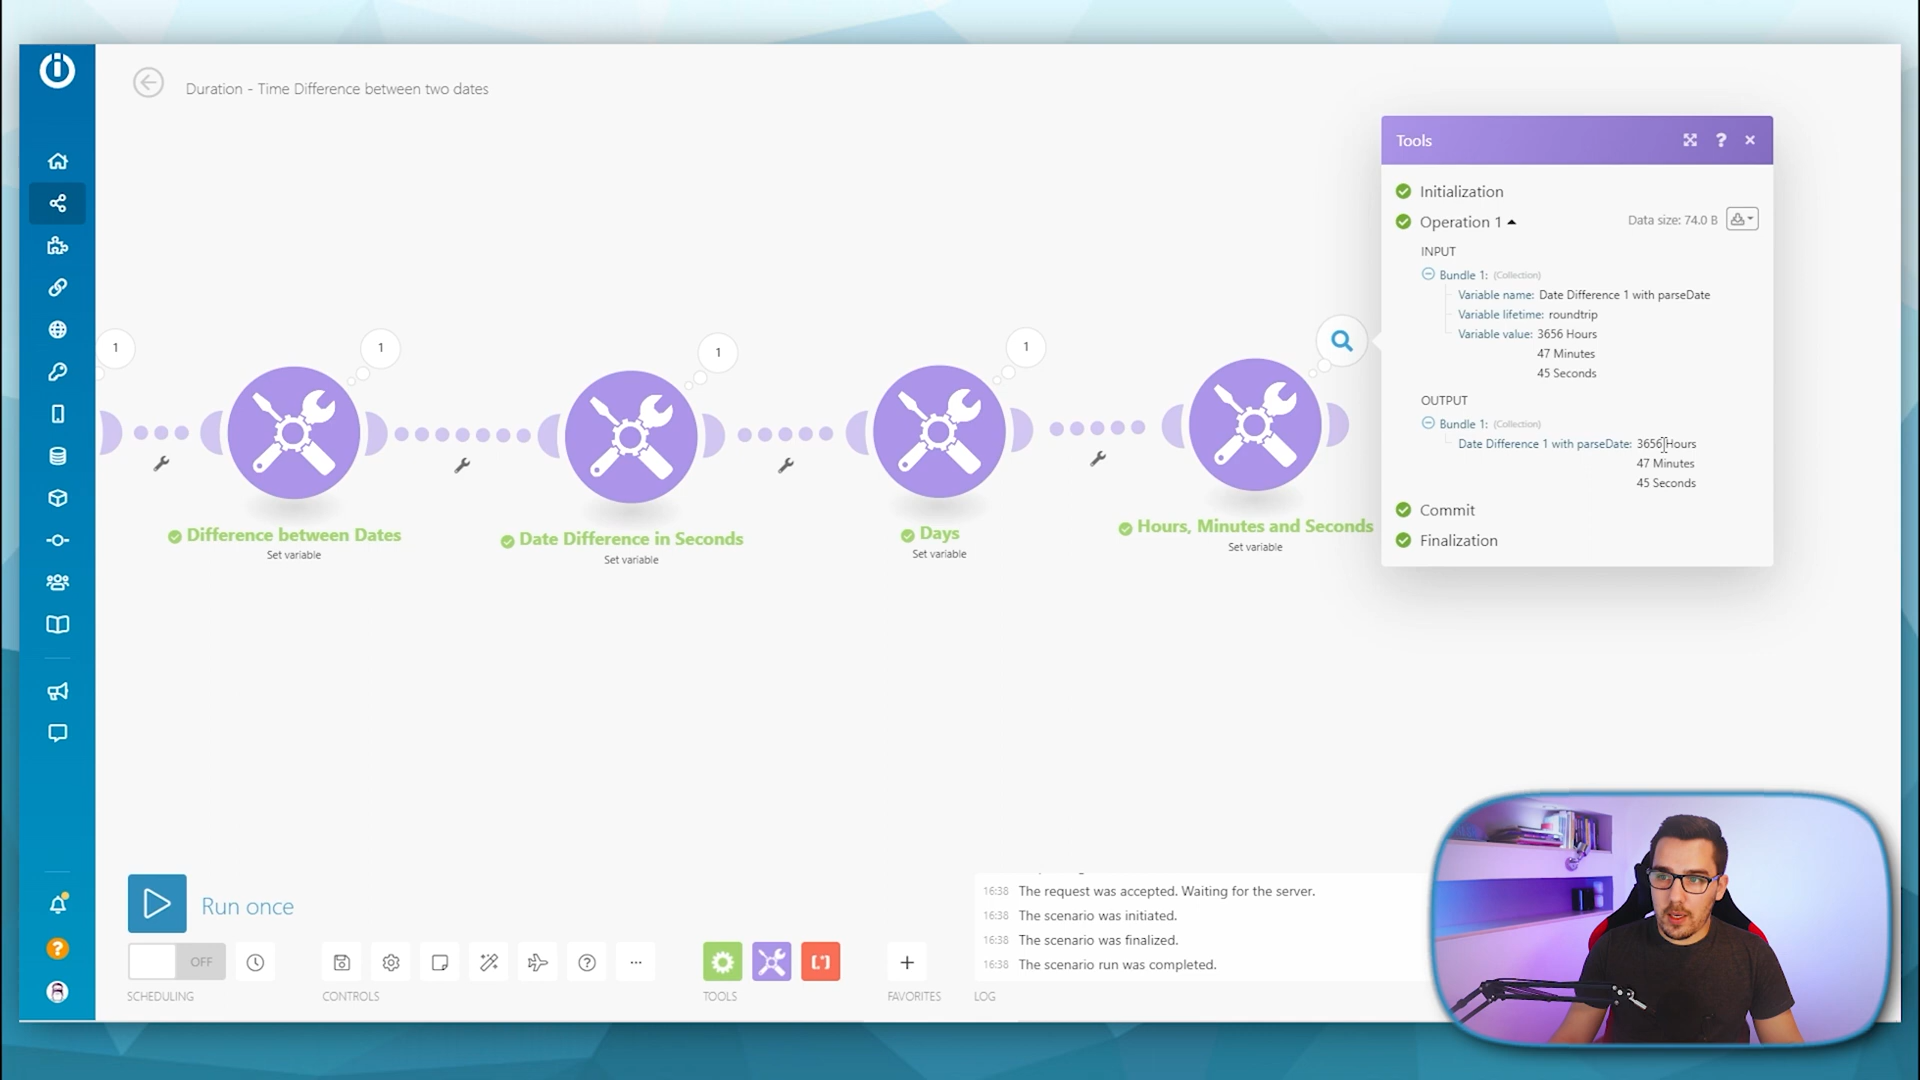 Duration - Time Difference between two dates
Tools
Initialization
Operation 1
Data size: 74.0 B
INPUT
Bundle 1: (Collection)
Variable name: Date Difference 1 with parseDate
Variable lifetime: roundtrip
Variable value: 3656 Hours
47 Minutes
45 Seconds
OUTPUT
Bundle 1: (Collection)
Date Difference 1 with parseDate: 3656 Hours
47 Minutes
45 Seconds
Commit
Finalization
1
1
1
1
Difference between Dates
Set variable
Date Difference in Seconds
Set variable
Days
Set variable
Hours, Minutes and Seconds
Set variable
Run once
OFF
SCHEDULING
CONTROLS
TOOLS
FAVORITES
16:38 The request was accepted. Waiting for the server.
16:38 The scenario was initiated.
16:38 The scenario was finalized.
16:38 The scenario run was completed.
LOG